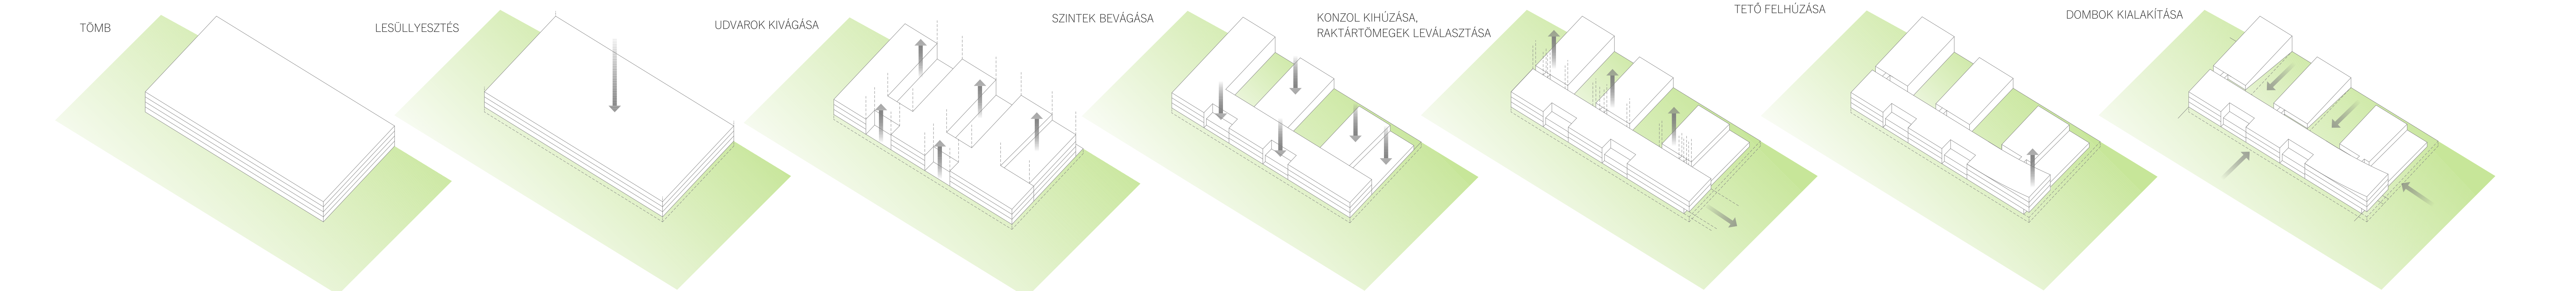 TÖMB
LESÜLLYESZTÉS
UDVAROK KIVÁGÁSA
SZINTEK BEVÁGÁSA
KONZOL KIHÚZÁSA,
RAKTÁRTÖMEGEK LEVÁLASZTÁSA
TETŐ FELHÚZÁSA
DOMBOK KIALAKÍTÁSA